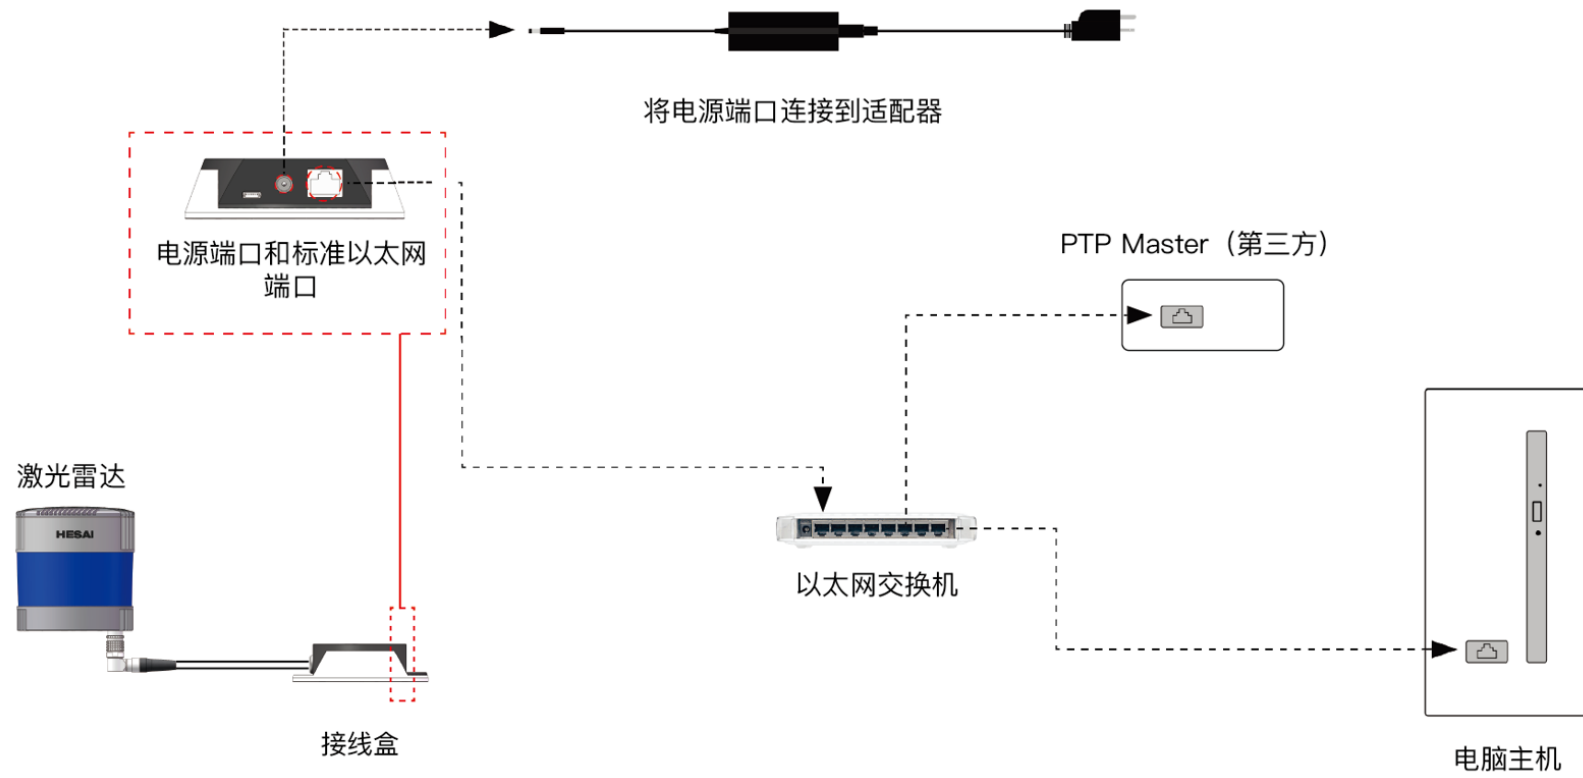 将电源端口连接到适配器
电源端口和标准以太网
端口
PTP Master（第三方）
激光雷达
HESAI
以太网交换机
接线盒
电脑主机